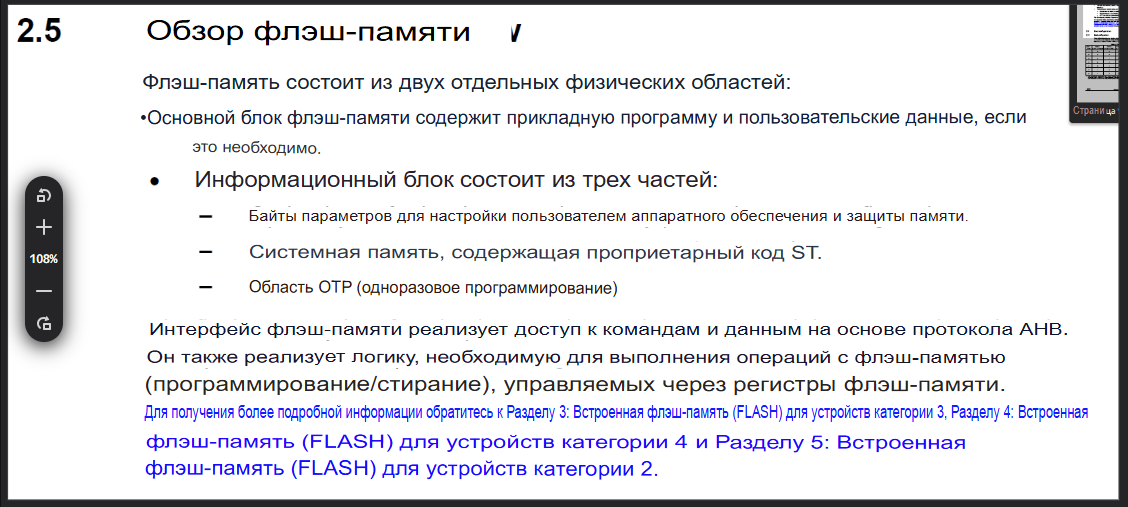 2.5 Обзор флэш-памяти
Флэш-память состоит из двух отдельных физических областей:
•Основной блок флэш-памяти содержит прикладную программу и пользовательские данные, если
это необходимо.
• Информационный блок состоит из трех частей:
– Байты параметров для настройки пользователем аппаратного обеспечения и защиты памяти.
– Системная память, содержащая проприетарный код ST.
– Область OTP (одноразовое программирование)
Интерфейс флэш-памяти реализует доступ к командам и данным на основе протокола AHB.
Он также реализует логику, необходимую для выполнения операций с флэш-памятью
(программирование/стирание), управляемых через регистры флэш-памяти.
Для получения более подробной информации обратитесь к Разделу 3: Встроенная флэш-память (FLASH) для устройств категории 3, Разделу 4: Встроенная
флэш-память (FLASH) для устройств категории 4 и Разделу 5: Встроенная
флэш-память (FLASH) для устройств категории 2.
108%
Страни ца